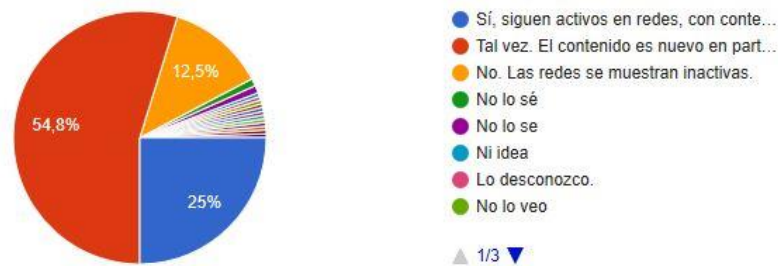 54,8%
12,5%
25%
Sí, siguen activos en redes, con conte...
Tal vez. El contenido es nuevo en part...
No. Las redes se muestran inactivas.
No lo sé
No lo se
Ni idea
Lo desconozco.
No lo veo
1/3